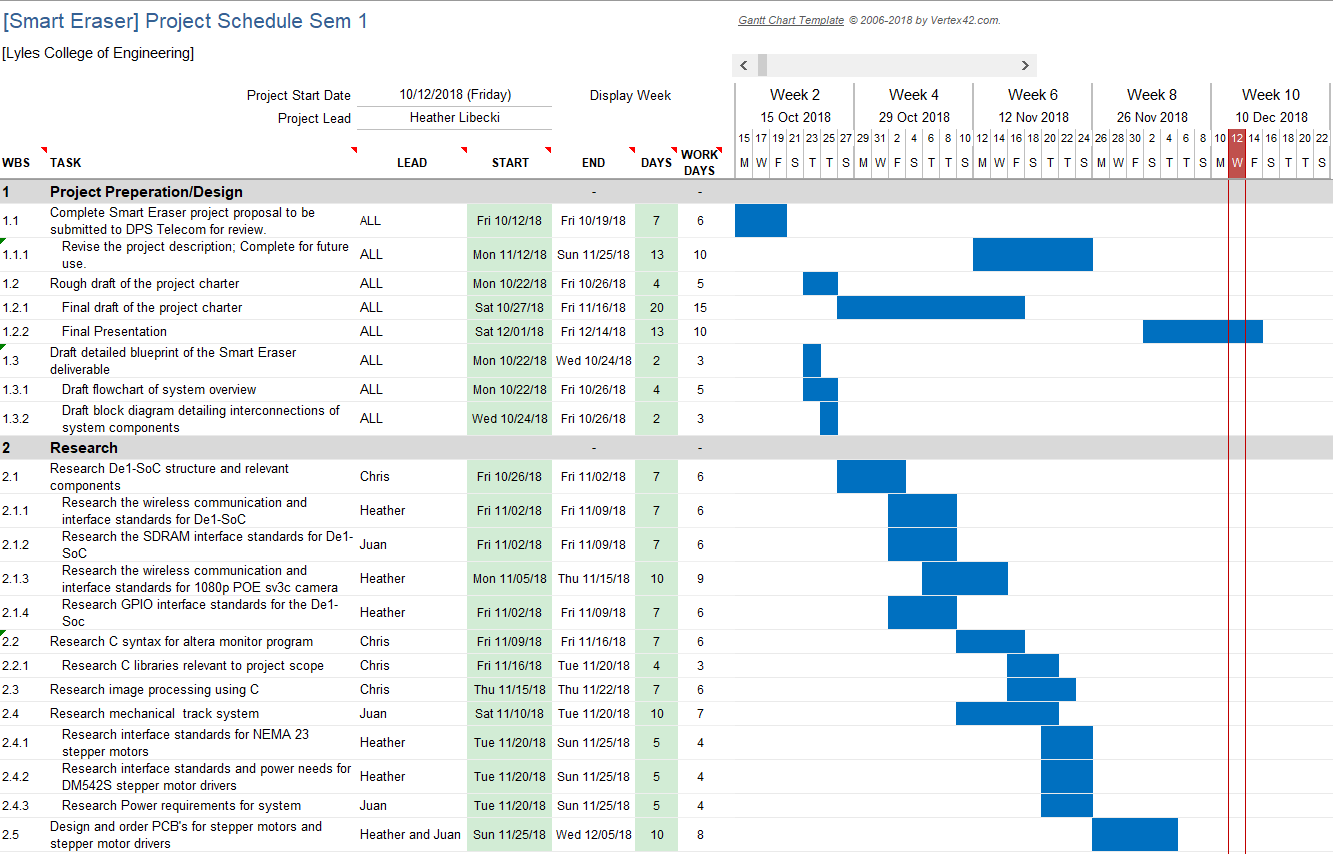 [Smart Eraser] Project Schedule Sem 1
Gantt Chart Template © 2006-2018 by Vertex42.com.
[Lyles College of Engineering]
Project Start Date 10/12/2018 (Friday) Display Week Week 2 Week 4 Week 6 Week 8 Week 10
Project Lead Heather Libecki 15 Oct 2018 29 Oct 2018 12 Nov 2018 26 Nov 2018 10 Dec 2018
15 17 19 21 23 25 27 29 31 2 4 6 8 10 12 14 16 18 20 22 24 26 28 30 2 4 6 8 10 12 14 16 18 20 22
WBS TASK LEAD START END DAYS WORK DAYS M W F S T T S M W F S T T S M W F S T T S M W F S T T S M W F S T T S
1 Project Preperation/Design - -
1.1 Complete Smart Eraser project proposal to be
submitted to DPS Telecom for review. ALL Fri 10/12/18 Fri 10/19/18 7 6
1.1.1 Revise the project description; Complete for future
use. ALL Mon 11/12/18 Sun 11/25/18 13 10
1.2 Rough draft of the project charter ALL Mon 10/22/18 Fri 10/26/18 4 5
1.2.1 Final draft of the project charter ALL Sat 10/27/18 Fri 11/16/18 20 15
1.2.2 Final Presentation ALL Sat 12/01/18 Fri 12/14/18 13 10
1.3 Draft detailed blueprint of the Smart Eraser
deliverable ALL Mon 10/22/18 Wed 10/24/18 2 3
1.3.1 Draft flowchart of system overview ALL Mon 10/22/18 Fri 10/26/18 4 5
1.3.2 Draft block diagram detailing interconnections of
system components ALL Wed 10/24/18 Fri 10/26/18 2 3
2 Research - -
2.1 Research De1-SoC structure and relevant
components Chris Fri 10/26/18 Fri 11/02/18 7 6
2.1.1 Research the wireless communication and
interface standards for De1-SoC Heather Fri 11/02/18 Fri 11/09/18 7 6
2.1.2 Research the SDRAM interface standards for De1-
SoC Juan Fri 11/02/18 Fri 11/09/18 7 6
2.1.3 Research the wireless communication and
interface standards for 1080p POE sv3c camera Heather Mon 11/05/18 Thu 11/15/18 10 9
2.1.4 Research GPIO interface standards for the De1-
Soc Heather Fri 11/02/18 Fri 11/09/18 7 6
2.2 Research C syntax for altera monitor program Chris Fri 11/09/18 Fri 11/16/18 7 6
2.2.1 Research C libraries relevant to project scope Chris Fri 11/16/18 Tue 11/20/18 4 3
2.3 Research image processing using C Chris Thu 11/15/18 Thu 11/22/18 7 6
2.4 Research mechanical track system Juan Sat 11/10/18 Tue 11/20/18 10 7
2.4.1 Research interface standards for NEMA 23
stepper motors Heather Tue 11/20/18 Sun 11/25/18 5 4
2.4.2 Research interface standards and power needs for
DM542S stepper motor drivers Heather Tue 11/20/18 Sun 11/25/18 5 4
2.4.3 Research Power requirements for system Juan Tue 11/20/18 Sun 11/25/18 5 4
2.5 Design and order PCB's for stepper motors and
stepper motor drivers Heather and Juan Sun 11/25/18 Wed 12/05/18 10 8